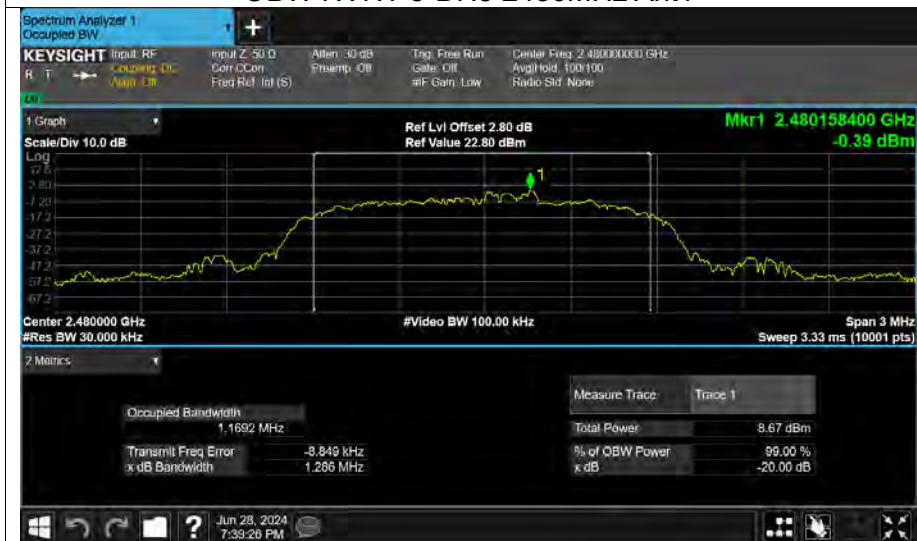 Spectrum Analyzer 1
Occupied BW
KEYSIGHT Input: RF
Coupling: DC
Align: Off
R T
Input Z: 50 Ω
Corr CCorr
Freq Ref: Int (S)
Atten: 30 dB
Preamp: Off
Trig: Free Run
Gate: Off
#IF Gain: Low
Center Freq: 2.480000000 GHz
Avg|Hold: 100/100
Radio Std: None
1 Graph
Scale/Div 10.0 dB
Ref Lvl Offset 2.80 dB
Ref Value 22.80 dBm
Mkr1 2.480158400 GHz
-0.39 dBm
Log
12.8
2.80
-7.20
-17.2
-27.2
-37.2
-47.2
-57.2
-67.2
1
Center 2.480000 GHz
#Res BW 30.000 kHz
#Video BW 100.00 kHz
Span 3 MHz
Sweep 3.33 ms (10001 pts)
2 Metrics
Measure Trace Trace 1
Occupied Bandwidth
1.1692 MHz
Total Power 8.67 dBm
Transmit Freq Error -8.849 kHz
% of OBW Power 99.00 %
x dB Bandwidth 1.286 MHz
x dB -20.00 dB
?
Jun 28, 2024
7:39:26 PM